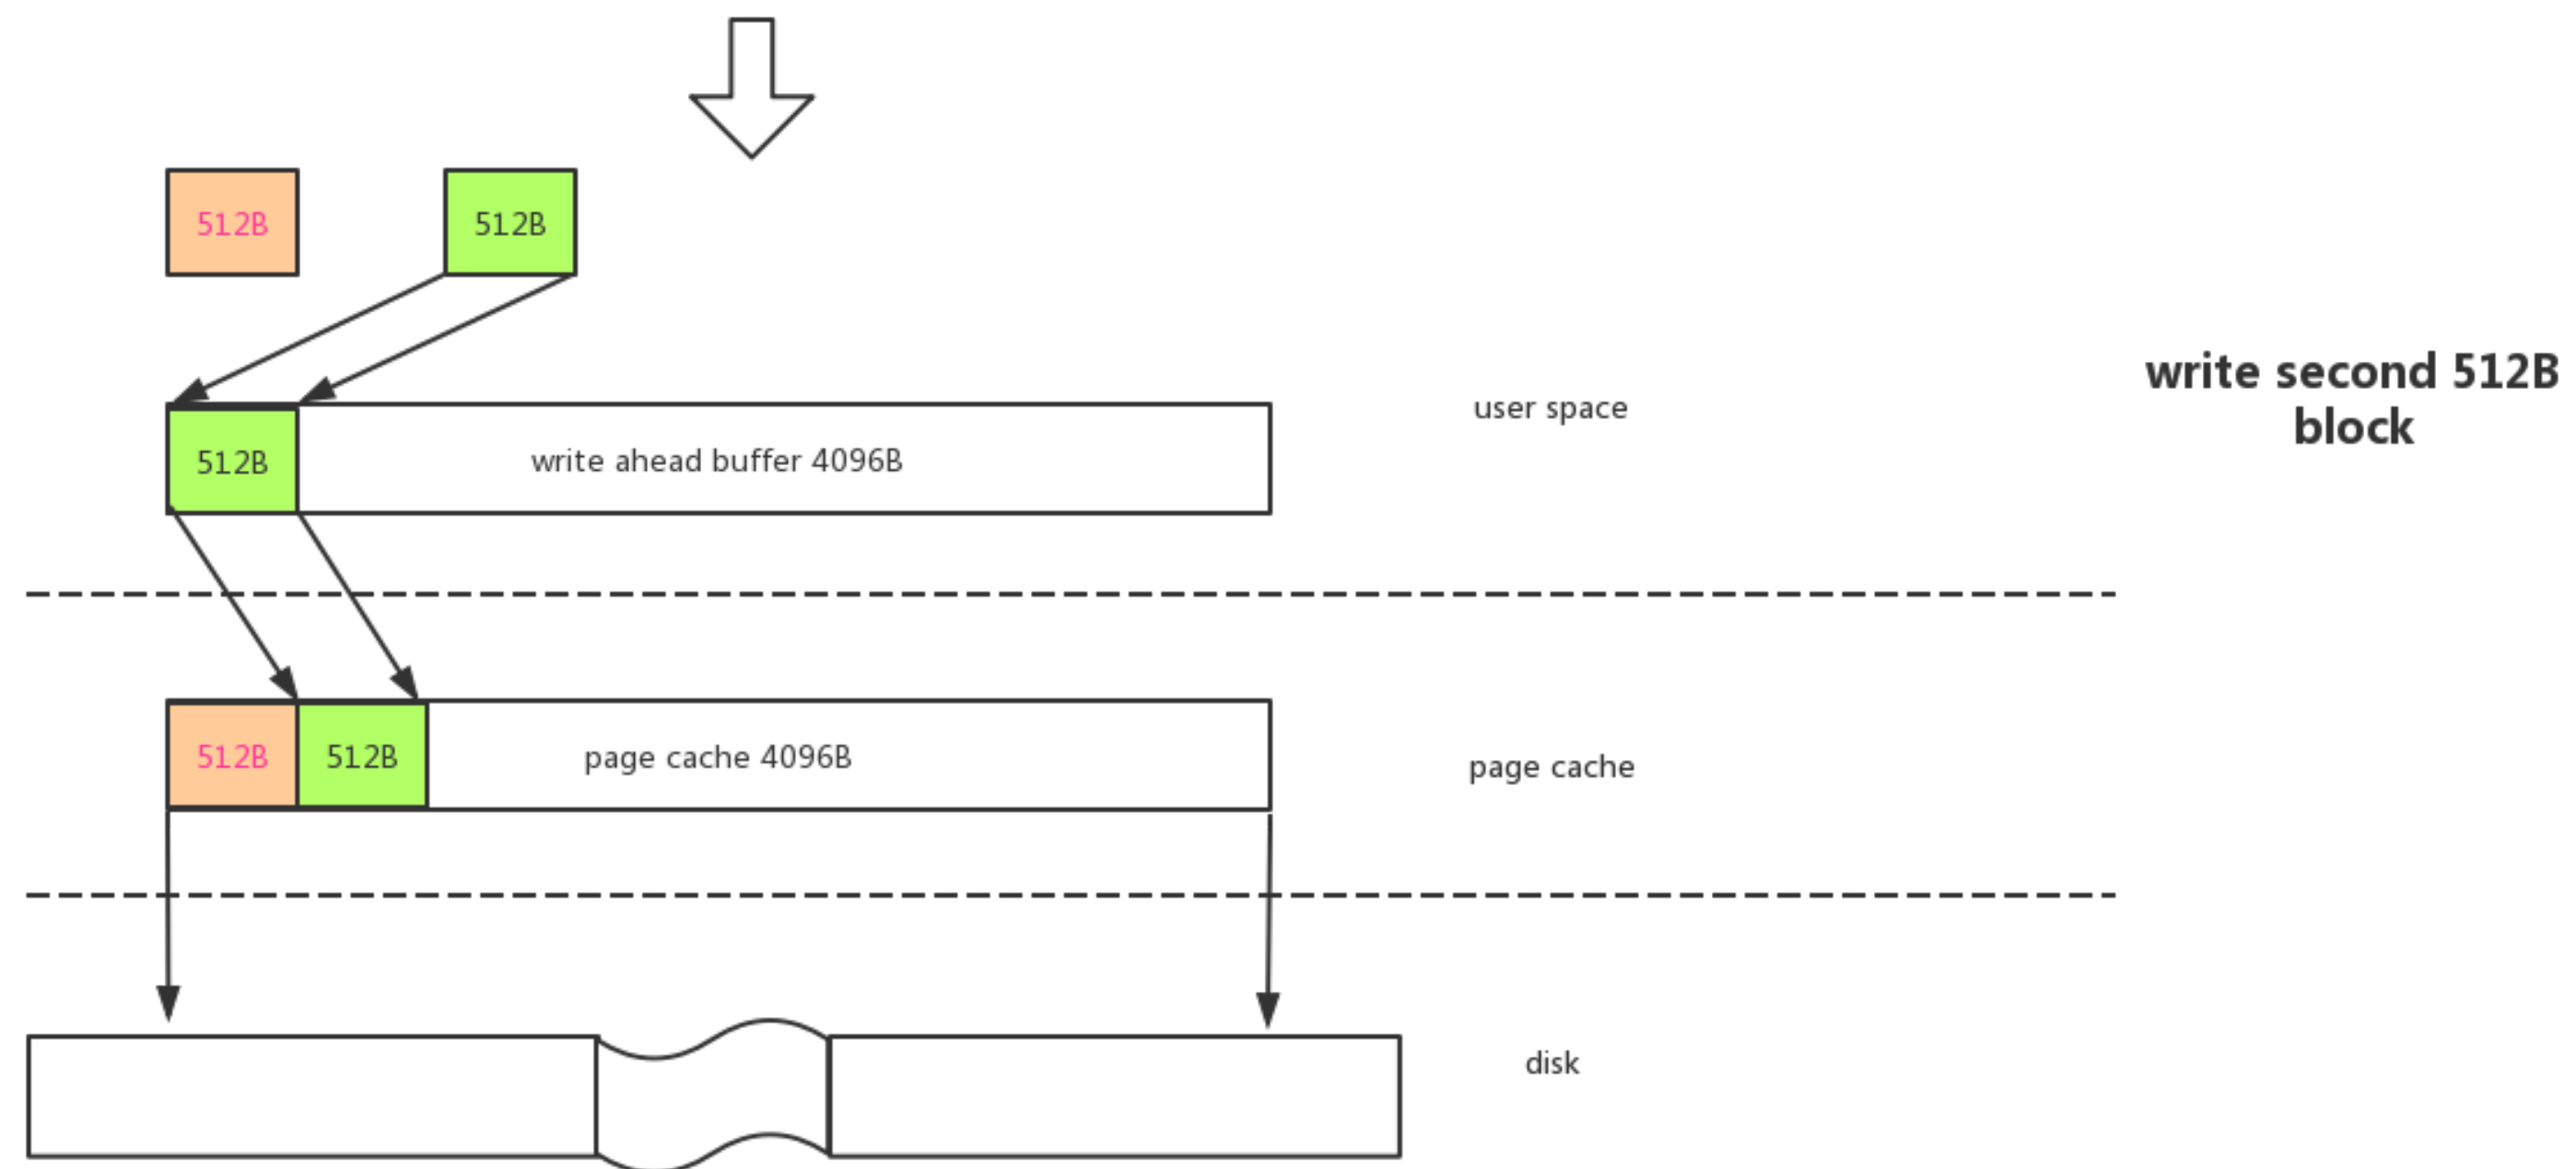 512B
512B
user space
write second 512B
block
512B
write ahead buffer 4096B
512B
512B
page cache 4096B
page cache
disk